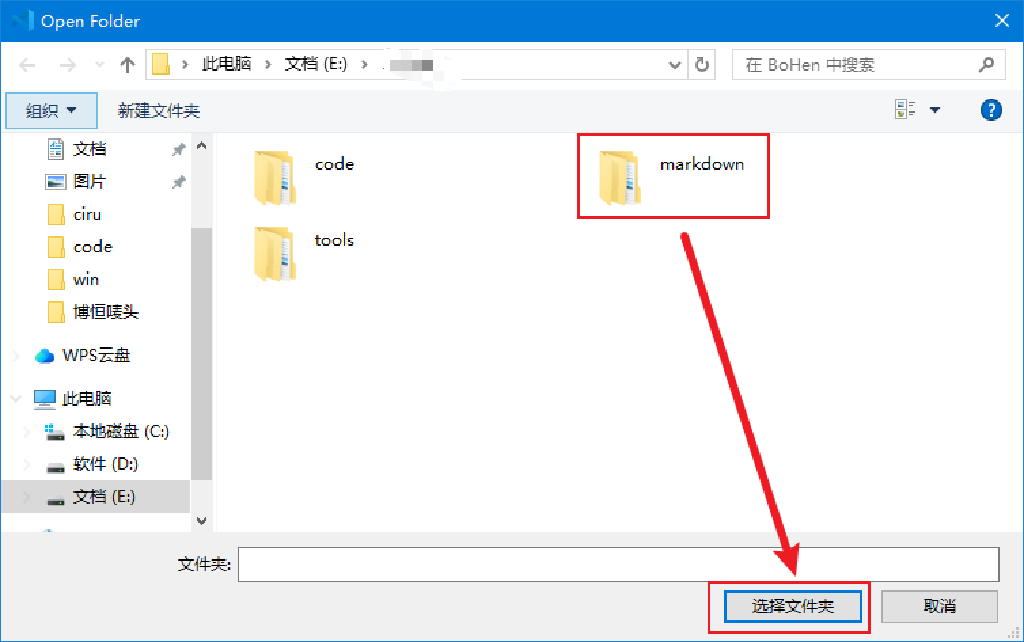 Open Folder
此电脑 文档 (E:)
在 BoHen 中搜索
组织
新建文件夹
?
文档
图片
ciru
code
win
博恒唛头
WPS云盘
此电脑
本地磁盘 (C:)
软件 (D:)
文档 (E:)
code
markdown
tools
文件夹:
选择文件夹
取消